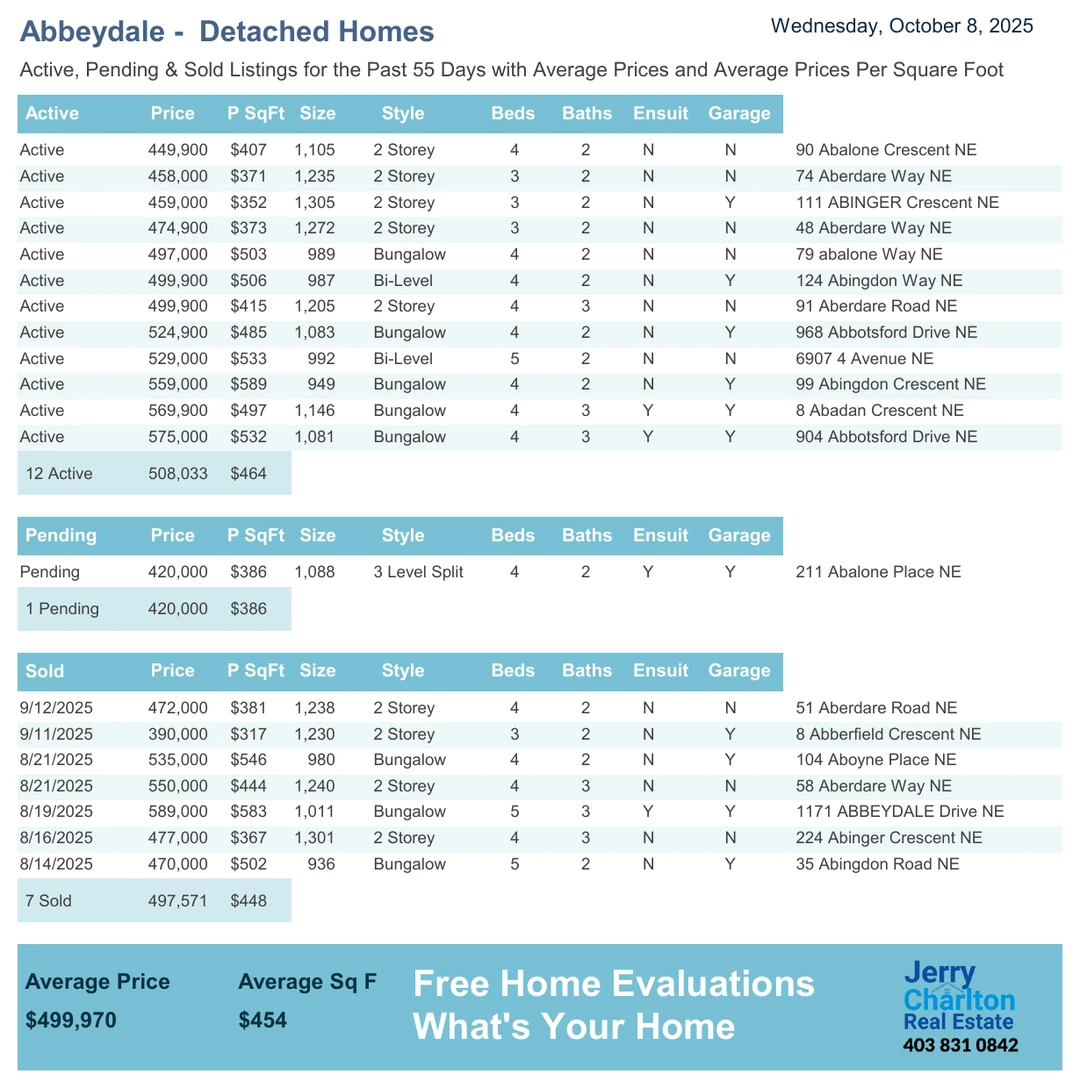 Abbeydale - Detached Homes
Wednesday, October 8, 2025
Active, Pending & Sold Listings for the Past 55 Days with Average Prices and Average Prices Per Square Foot
Active Price P SqFt Size Style Beds Baths Ensuit Garage
Active 449,900 $407 1,105 2 Storey 4 2 N N 90 Abalone Crescent NE
Active 458,000 $371 1,235 2 Storey 3 2 N N 74 Aberdare Way NE
Active 459,000 $352 1,305 2 Storey 3 2 N Y 111 ABINGER Crescent NE
Active 474,900 $373 1,272 2 Storey 3 2 N N 48 Aberdare Way NE
Active 497,000 $503 989 Bungalow 4 2 N N 79 abalone Way NE
Active 499,900 $506 987 Bi-Level 4 2 N Y 124 Abingdon Way NE
Active 499,900 $415 1,205 2 Storey 4 3 N N 91 Aberdare Road NE
Active 524,900 $485 1,083 Bungalow 4 2 N Y 968 Abbotsford Drive NE
Active 529,000 $533 992 Bi-Level 5 2 N N 6907 4 Avenue NE
Active 559,000 $589 949 Bungalow 4 2 N Y 99 Abingdon Crescent NE
Active 569,900 $497 1,146 Bungalow 4 3 Y Y 8 Abadan Crescent NE
Active 575,000 $532 1,081 Bungalow 4 3 Y Y 904 Abbotsford Drive NE
12 Active 508,033 $464
Pending Price P SqFt Size Style Beds Baths Ensuit Garage
Pending 420,000 $386 1,088 3 Level Split 4 2 Y Y 211 Abalone Place NE
1 Pending 420,000 $386
Sold Price P SqFt Size Style Beds Baths Ensuit Garage
9/12/2025 472,000 $381 1,238 2 Storey 4 2 N N 51 Aberdare Road NE
9/11/2025 390,000 $317 1,230 2 Storey 3 2 N Y 8 Abberfield Crescent NE
8/21/2025 535,000 $546 980 Bungalow 4 2 N Y 104 Aboyne Place NE
8/21/2025 550,000 $444 1,240 2 Storey 4 3 N N 58 Aberdare Way NE
8/19/2025 589,000 $583 1,011 Bungalow 5 3 Y Y 1171 ABBEYDALE Drive NE
8/16/2025 477,000 $367 1,301 2 Storey 4 3 N N 224 Abinger Crescent NE
8/14/2025 470,000 $502 936 Bungalow 5 2 N Y 35 Abingdon Road NE
7 Sold 497,571 $448
Average Price Average Sq F
$499,970 $454
Free Home Evaluations
What's Your Home
Jerry
Charlton
Real Estate
403 831 0842